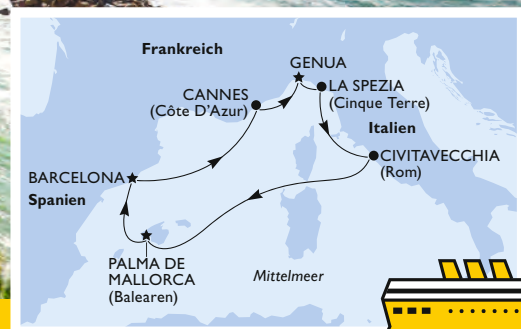 Frankreich
GENUA
CANNES
(Côte D'Azur)
LA SPEZIA
(Cinque Terre)
Italien
CIVITAVECCHIA
(Rom)
BARCELONA
Spanien
PALMA DE
MALLORCA
(Balearen)
Mittelmeer